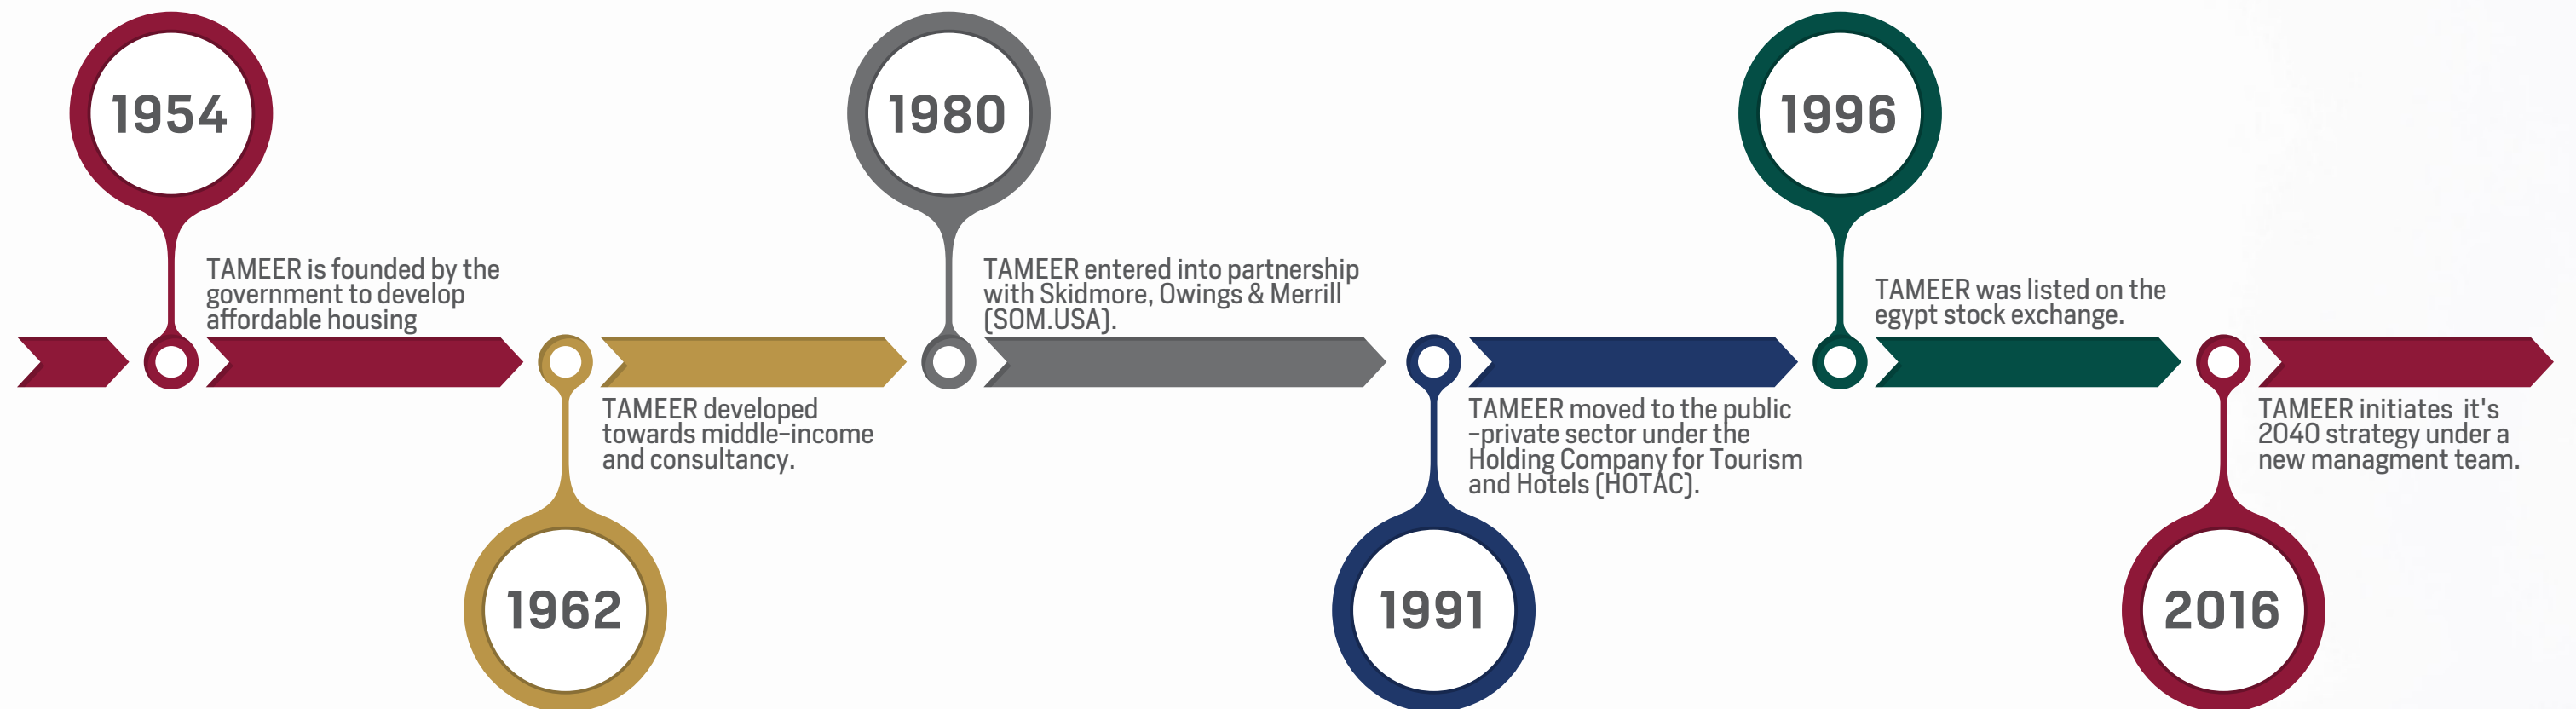 1954
TAMEER is founded by the
government to develop
affordable housing
1962
TAMEER developed
towards middle-income
and consultancy.
1980
TAMEER entered into partnership
with Skidmore, Owings & Merrill
(SOM.USA).
1991
TAMEER moved to the public
-private sector under the
Holding Company for Tourism
and Hotels (HOTAC).
1996
TAMEER was listed on the
egypt stock exchange.
2016
TAMEER initiates  it's
2040 strategy under a
new managment team.